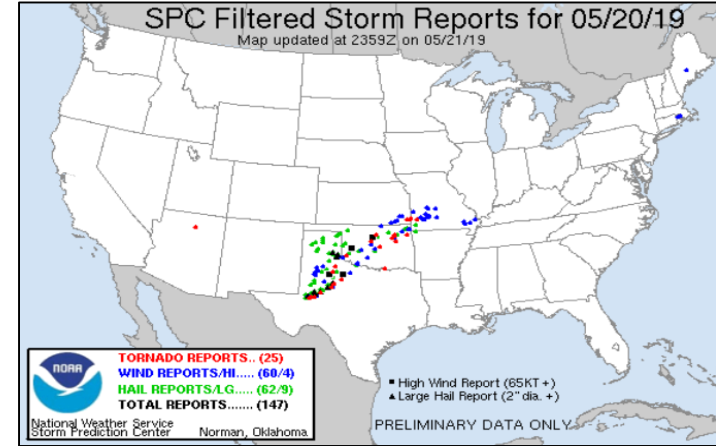 SPC Filtered Storm Reports for 05/20/19
Map updated at 2359Z on 05/21/19
NOAA
TORNADO REPORTS.. (25)
WIND REPORTS/HI..... (60/4)
HAIL REPORTS/LG..... (62/9)
TOTAL REPORTS....... (147)
National Weather Service
Storm Prediction Center Norman, Oklahoma
High Wind Report (65KT +)
Large Hail Report (2" dia. +)
PRELIMINARY DATA ONLY